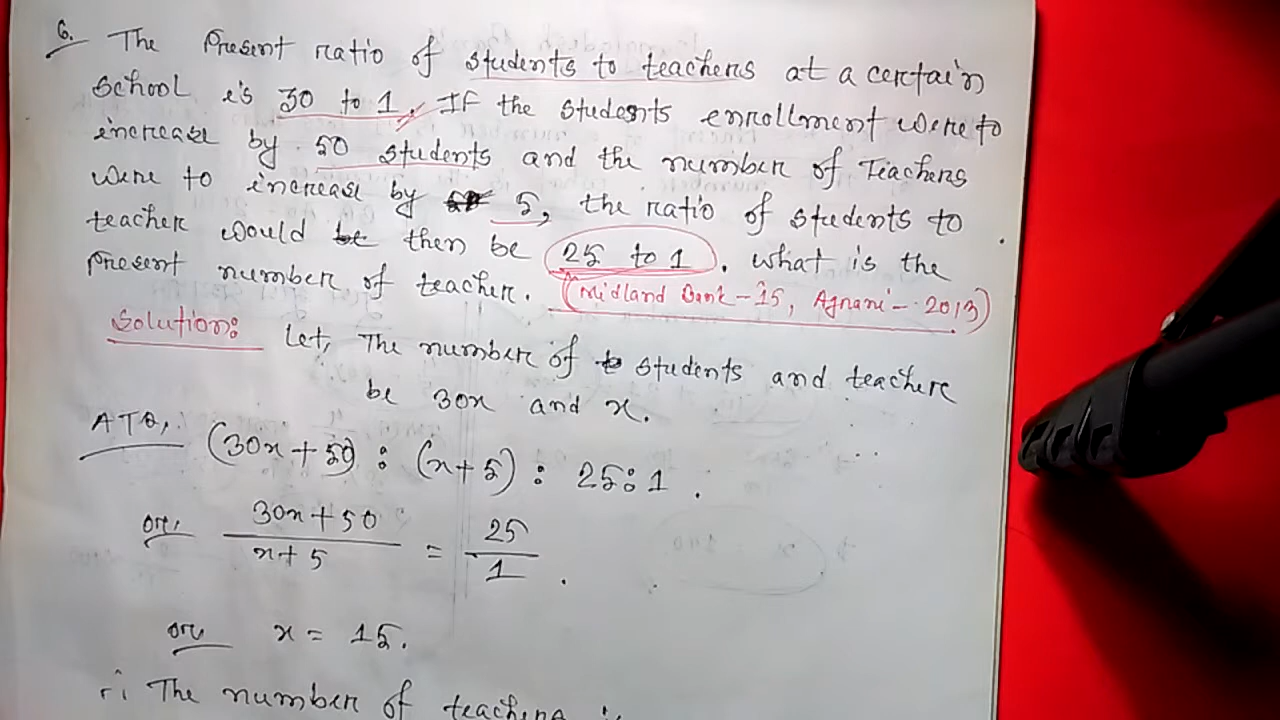 6. The Present ratio of students to teachers at a certain
School is 30 to 1. If the students enrollment were to
increase by 50 students and the number of Teachers
were to increase by 5, the ratio of students to
teacher would then be 25 to 1. what is the
Present number of teacher. (Midland Bank-15, Agrani-2013)
Solution: Let, The number of students and teacher
be 30x and x.
ATQ, (30x + 50) : (x + 5) : 25:1.
or, 30x + 50 / x + 5 = 25 / 1.
or, x = 15.
∴ The number of teachers is